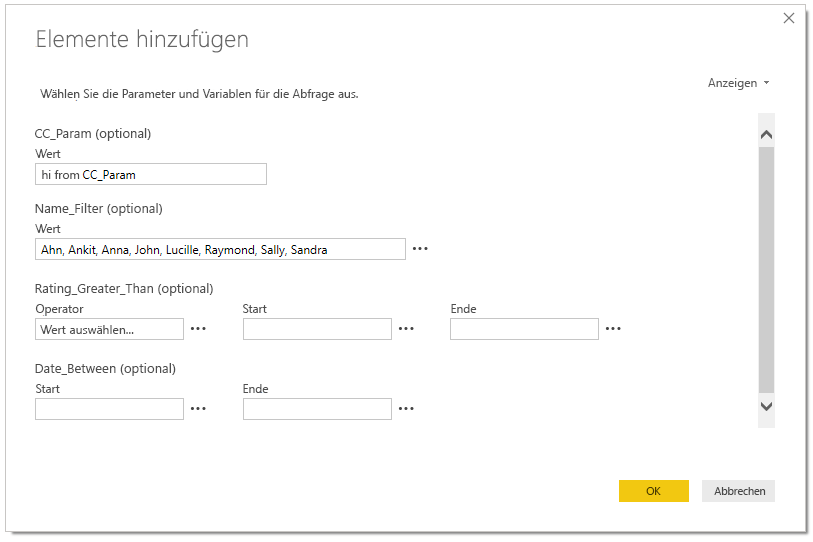 Elemente hinzufügen
Anzeigen
Wählen Sie die Parameter und Variablen für die Abfrage aus.
CC_Param (optional)
Wert
hi from CC_Param
Name_Filter (optional)
Wert
Ahn, Ankit, Anna, John, Lucille, Raymond, Sally, Sandra
Rating_Greater_Than (optional)
Operator Start Ende
Wert auswählen...
Date_Between (optional)
Start Ende
OK Abbrechen